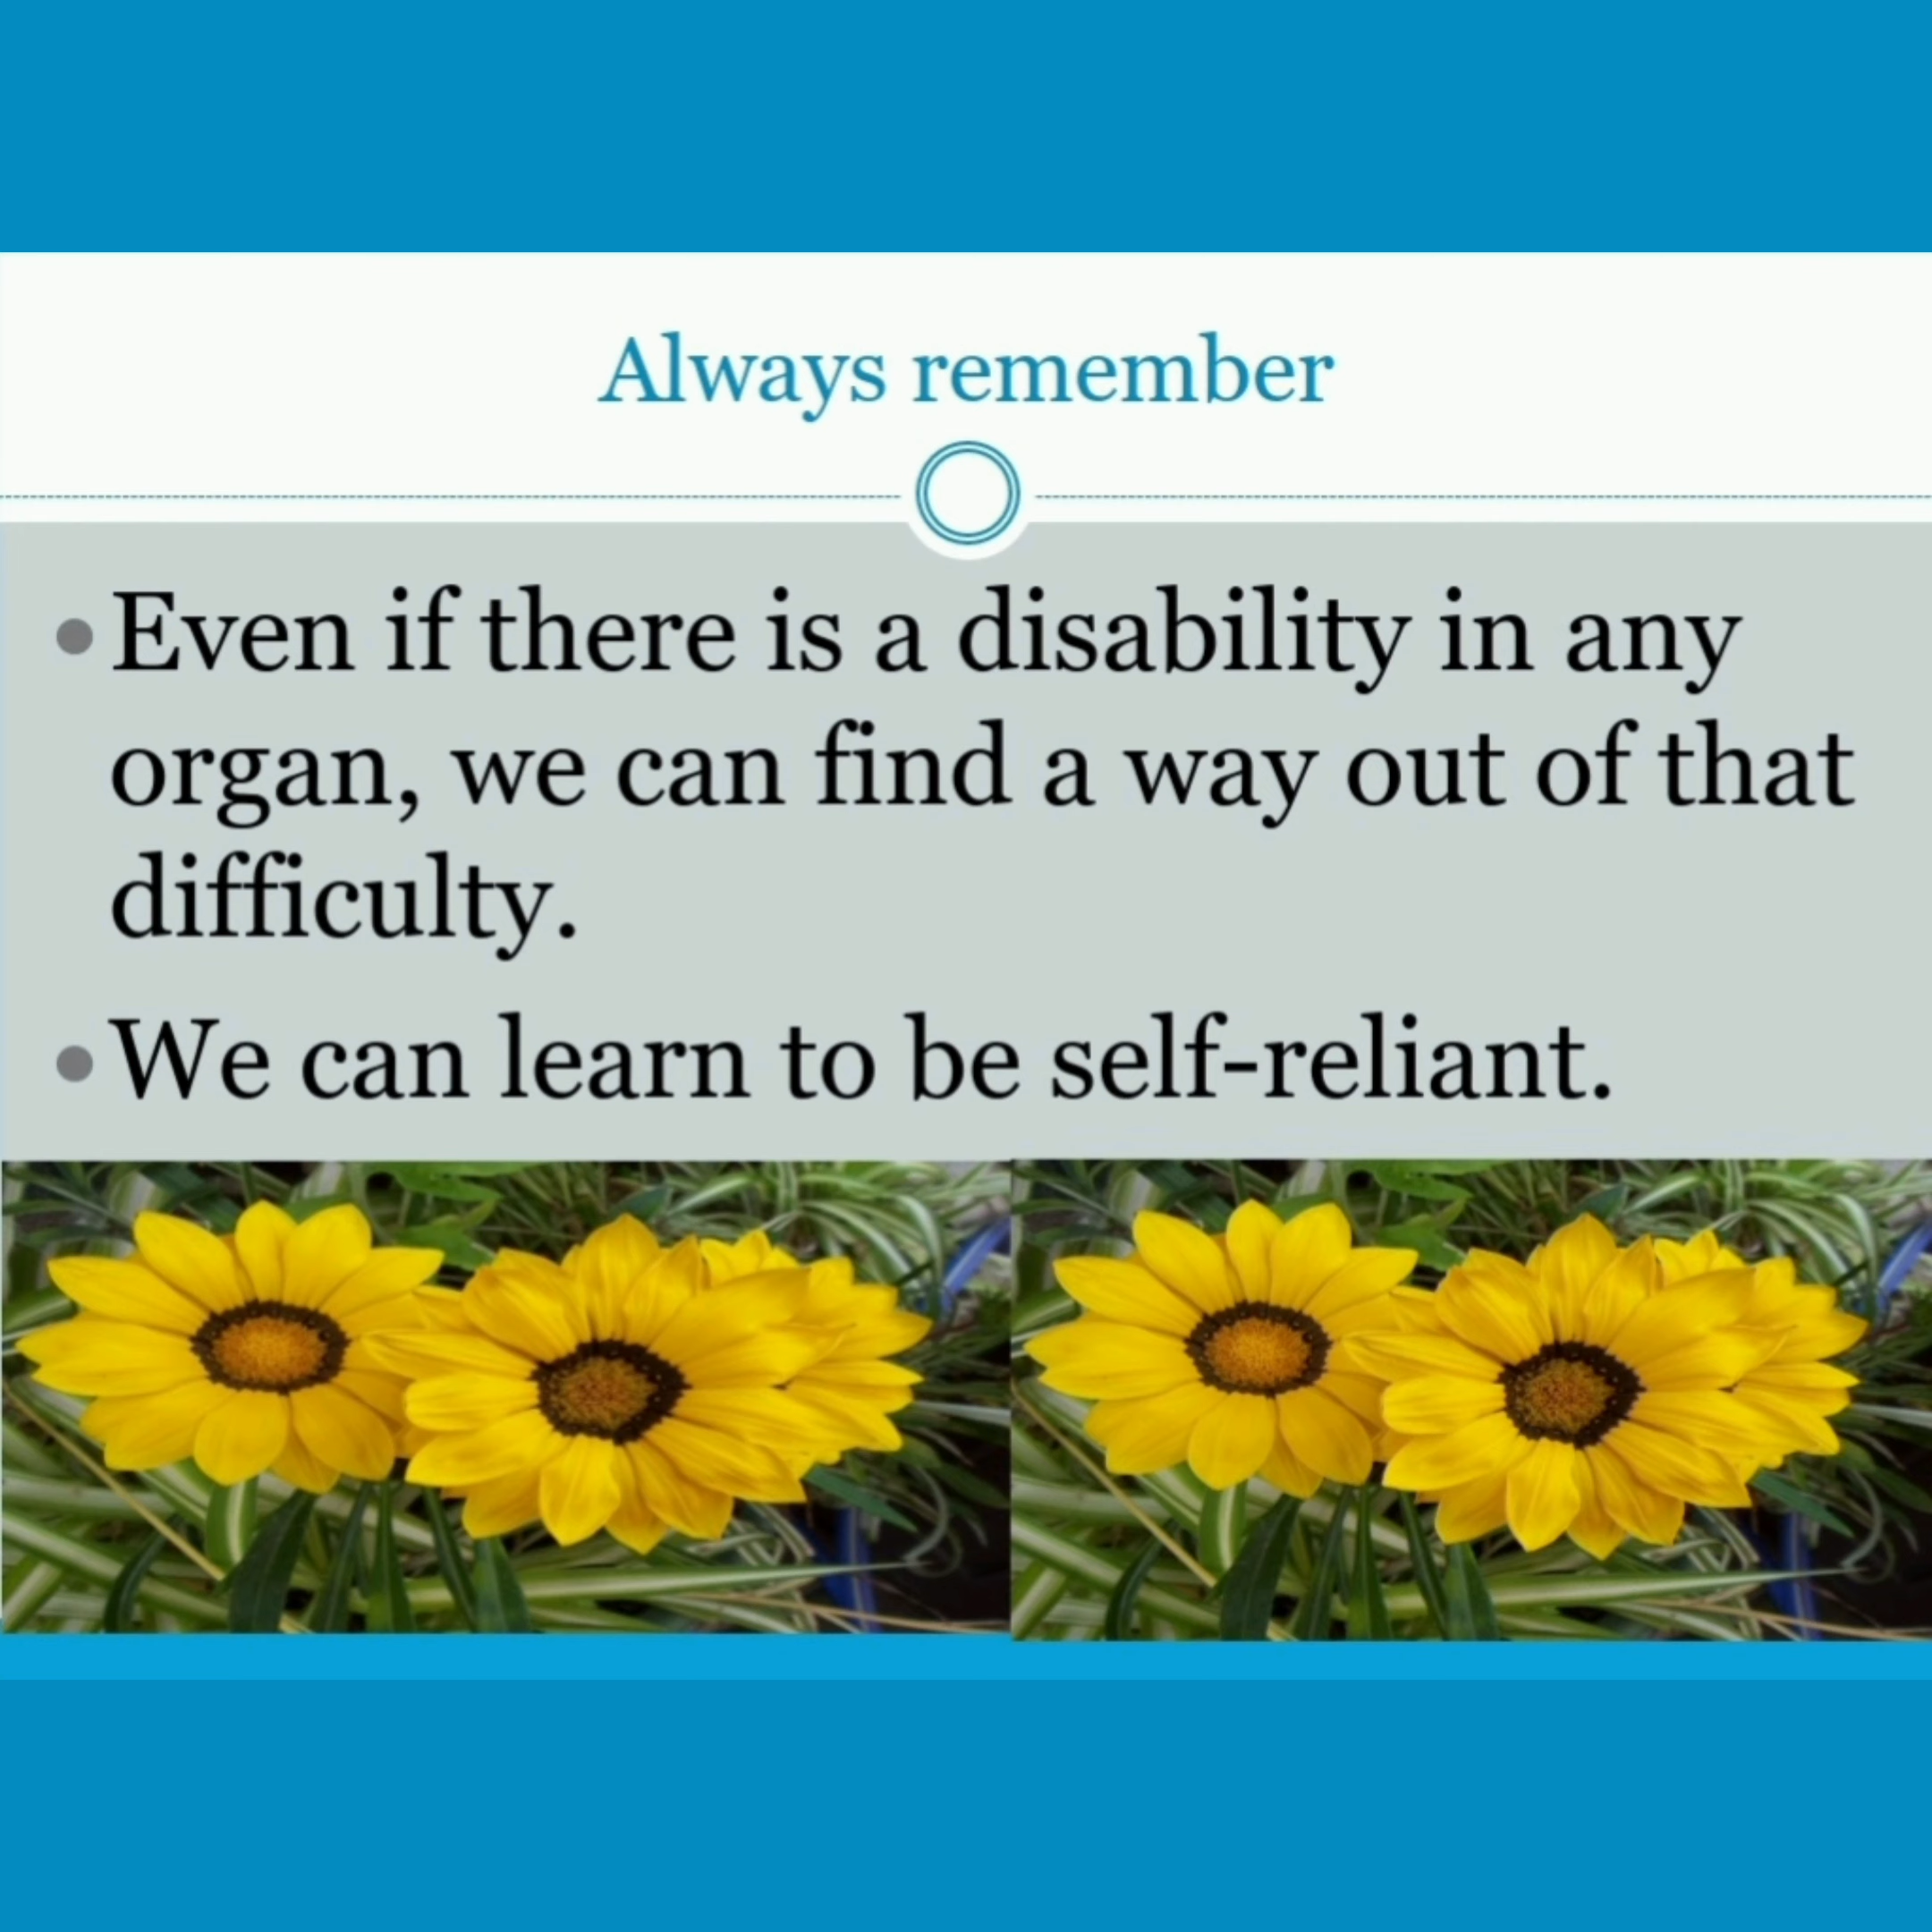 Always remember
• Even if there is a disability in any
organ, we can find a way out of that
difficulty.
• We can learn to be self-reliant.